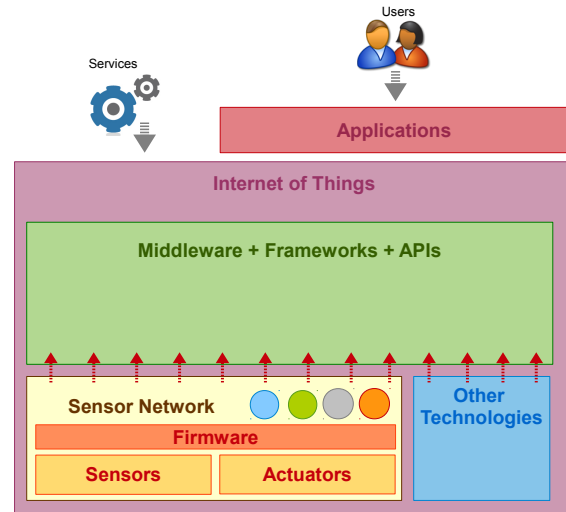 Users
Services
Applications
Internet of Things
Middleware + Frameworks + APIs
Sensor Network
Other
Technologies
Firmware
Sensors
Actuators